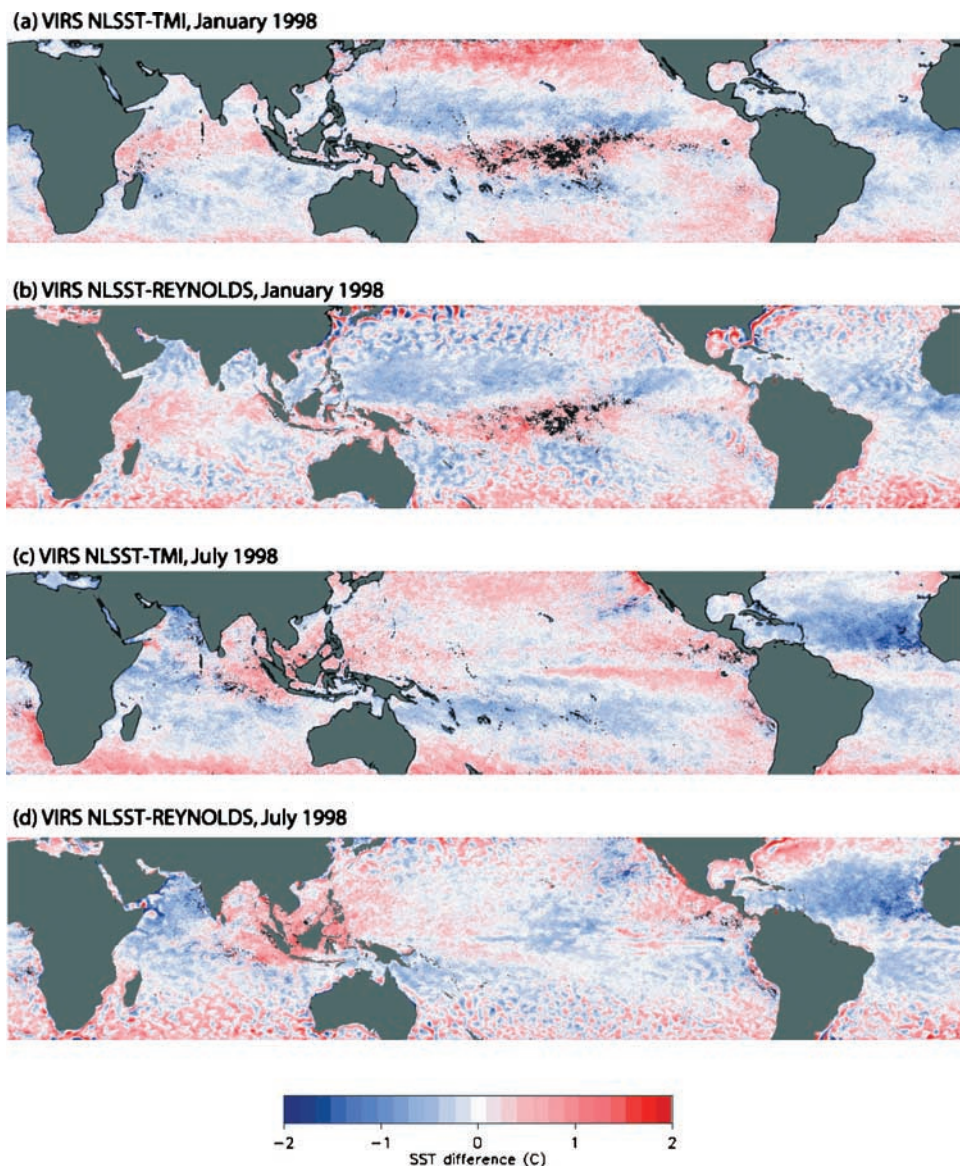 (a) VIRS NLSST-TMI, January 1998
(b) VIRS NLSST-REYNOLDS, January 1998
(c) VIRS NLSST-TMI, July 1998
(d) VIRS NLSST-REYNOLDS, July 1998
-2 -1 0 1 2
SST difference (C)